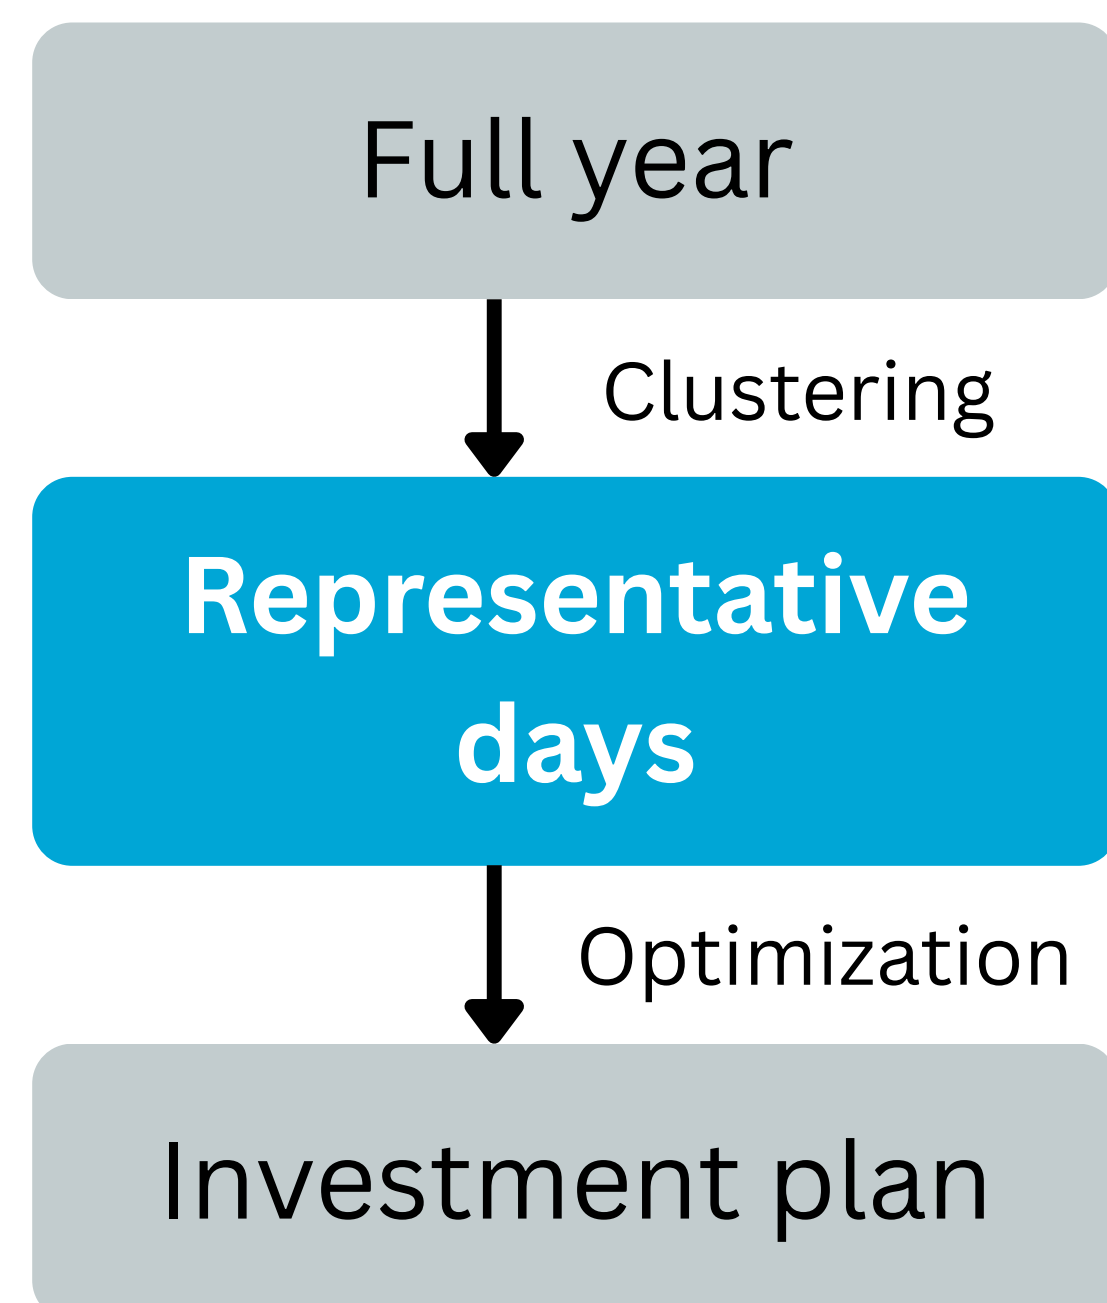 Full year
Clustering
Representative
days
Optimization
Investment plan